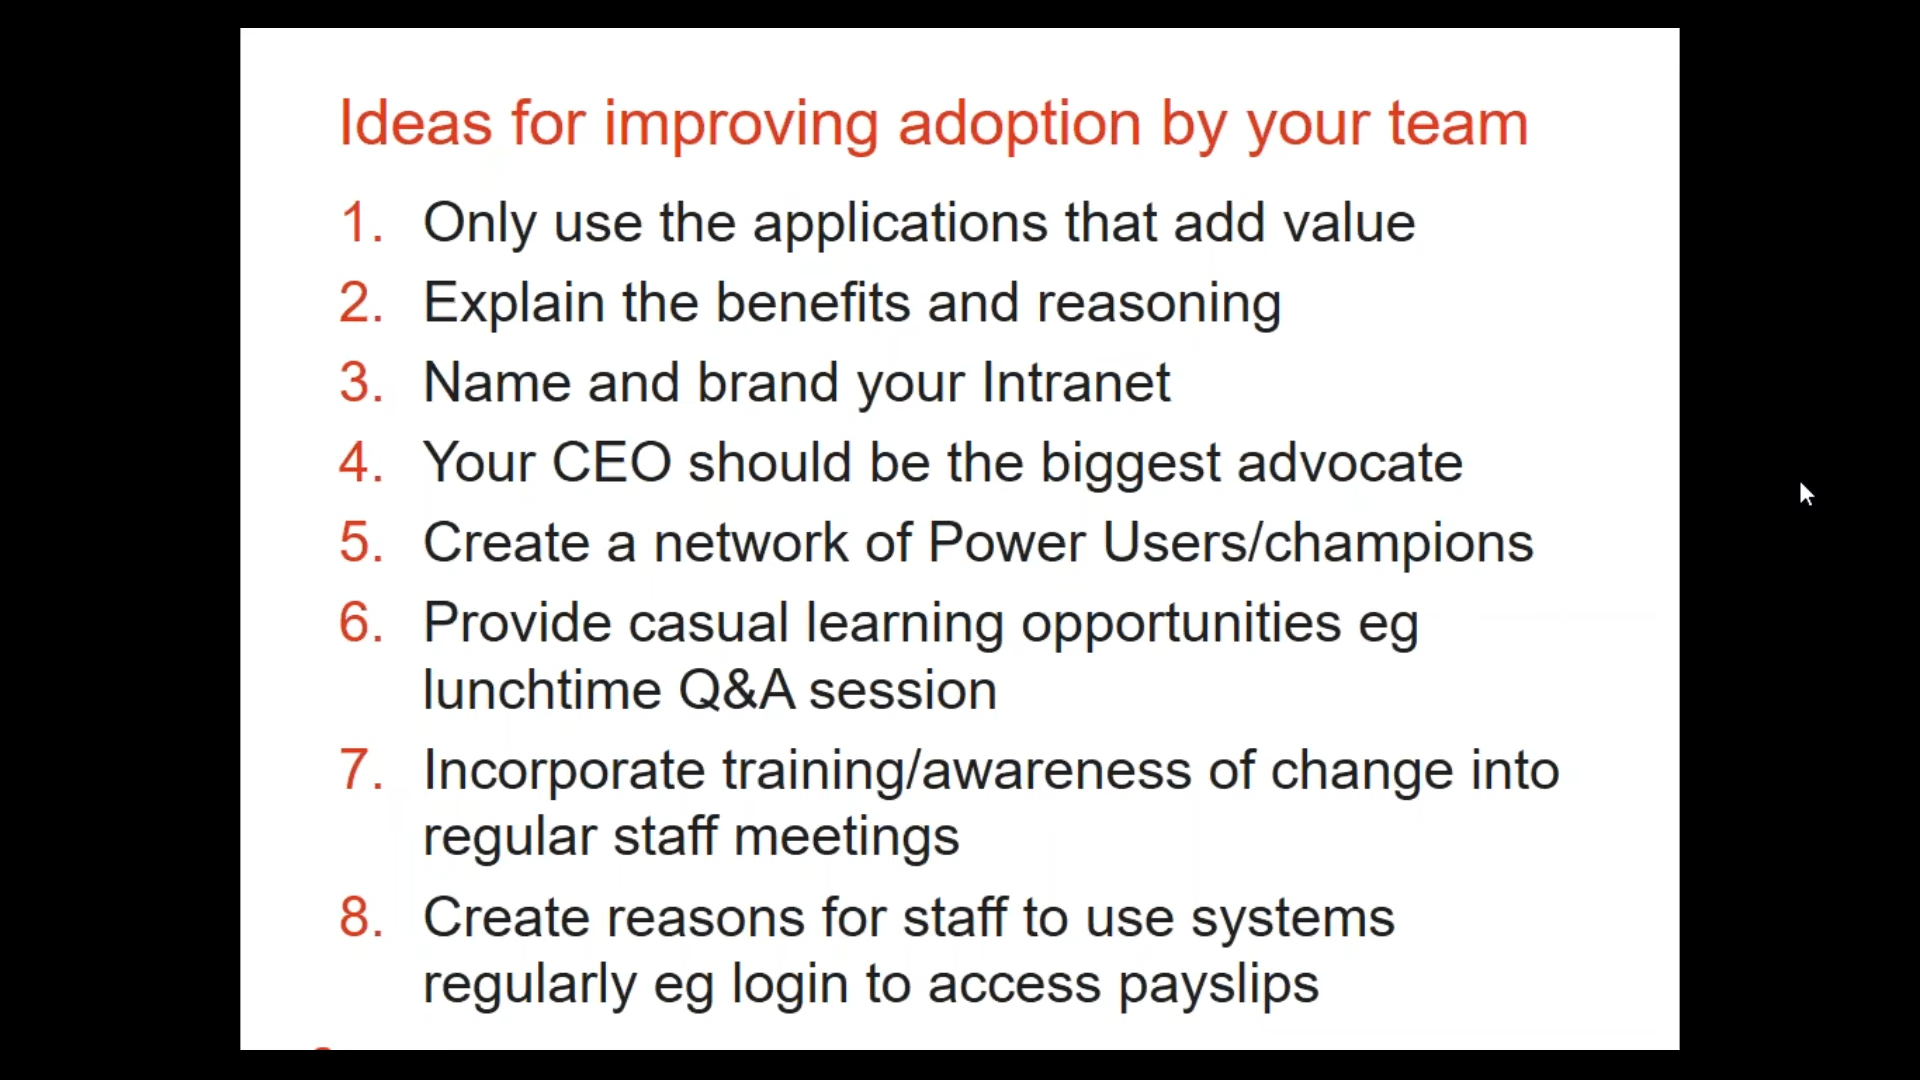 Ideas for improving adoption by your team
1. Only use the applications that add value
2. Explain the benefits and reasoning
3. Name and brand your Intranet
4. Your CEO should be the biggest advocate
5. Create a network of Power Users/champions
6. Provide casual learning opportunities eg
lunchtime Q&A session
7. Incorporate training/awareness of change into
regular staff meetings
8. Create reasons for staff to use systems
regularly eg login to access payslips